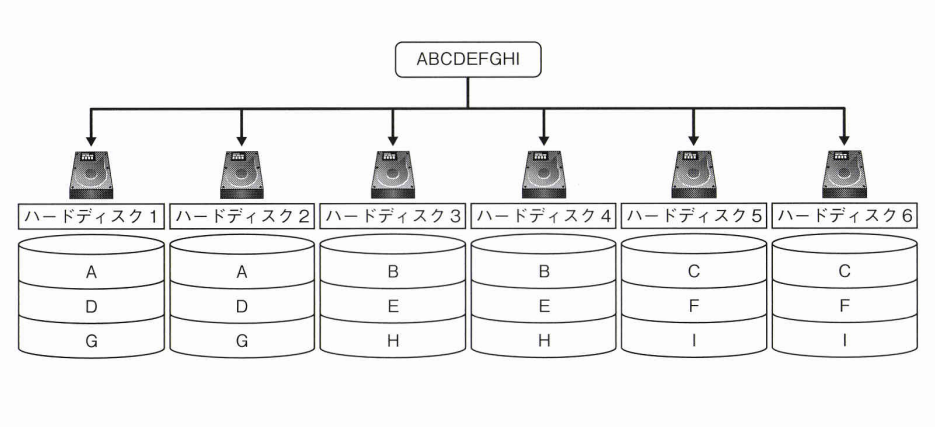 ABCDEFGHI
ハードディスク1 ハードディスク2 ハードディスク3 ハードディスク4 ハードディスク5 ハードディスク6
A A B B C C
D D E E F F
G G H H I I